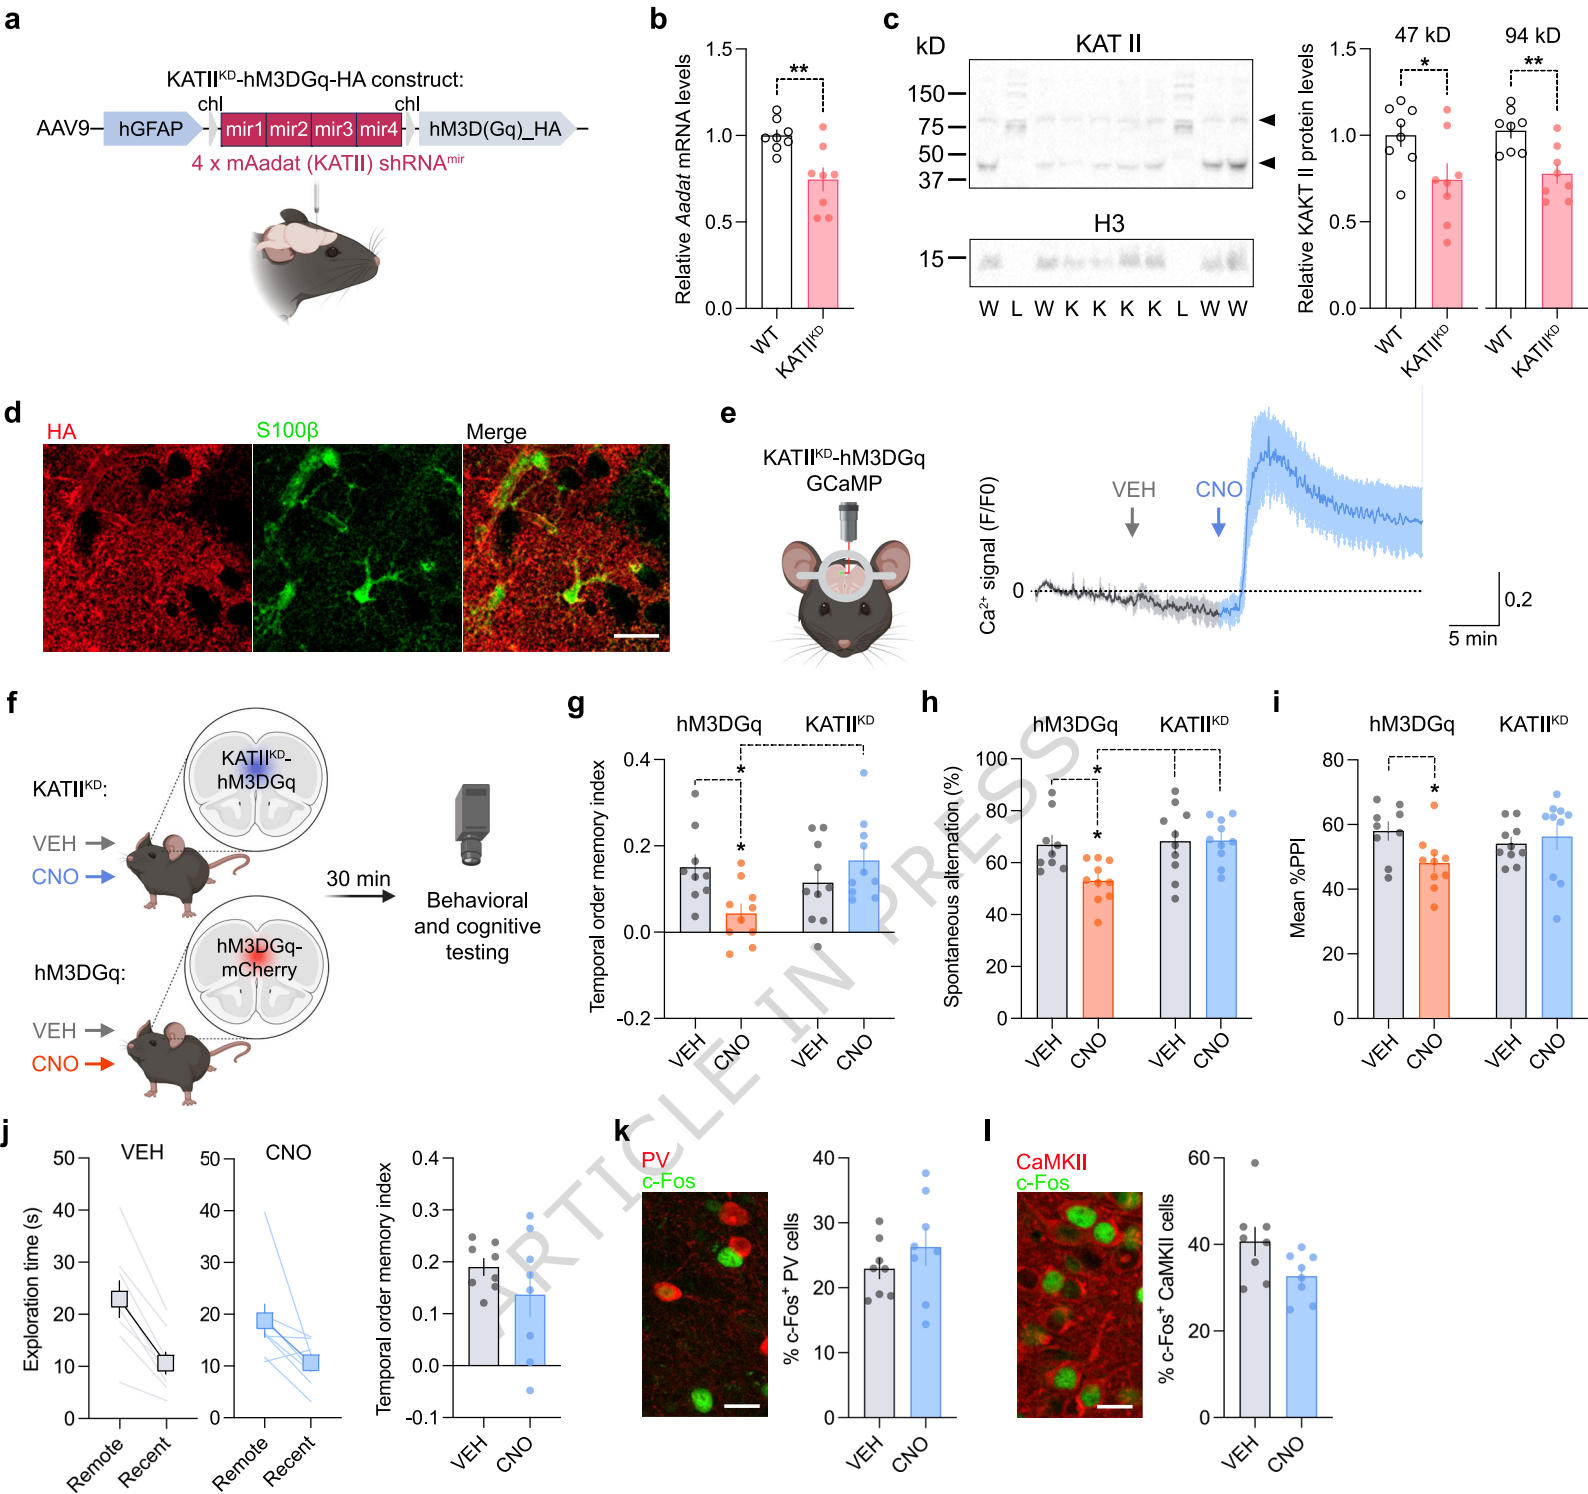 a
KATII^KD-hM3DGq-HA construct:
chl chl
AAV9 hGFAP mir1 mir2 mir3 mir4 hM3D(Gq)_HA
4 x mAadat (KATII) shRNA^mir
b
Relative Aadat mRNA levels
1.5
1.0
0.5
0.0
**
WT
KATII^KD
c
kD
KAT II
150
75
50
37
H3
15
W L W K K K K L W W
Relative KAKT II protein levels
1.5
1.0
0.5
0.0
47 kD
94 kD
*
**
WT
KATII^KD
WT
KATII^KD
d
HA
S100β
Merge
e
KATII^KD-hM3DGq
GCaMP
Ca²⁺ signal (F/F0)
0
VEH
CNO
0.2
5 min
f
KATII^KD:
VEH
CNO
KATII^KD-
hM3DGq
hM3DGq:
VEH
CNO
hM3DGq-
mCherry
30 min
Behavioral
and cognitive
testing
g
hM3DGq
KATII^KD
Temporal order memory index
0.4
0.2
0.0
-0.2
*
*
VEH
CNO
VEH
CNO
h
hM3DGq
KATII^KD
Spontaneous alternation (%)
100
80
60
40
20
0
*
*
VEH
CNO
VEH
CNO
i
hM3DGq
KATII^KD
Mean %PPI
80
60
40
20
0
*
VEH
CNO
VEH
CNO
j
VEH
CNO
Exploration time (s)
50
40
30
20
10
0
Remote
Recent
50
40
30
20
10
0
Remote
Recent
Temporal order memory index
0.4
0.3
0.2
0.1
0.0
-0.1
VEH
CNO
k
PV
c-Fos
% c-Fos⁺ PV cells
40
30
20
10
0
VEH
CNO
l
CaMKII
c-Fos
% c-Fos⁺ CaMKII cells
60
40
20
0
VEH
CNO
ARTICLE IN PRESS